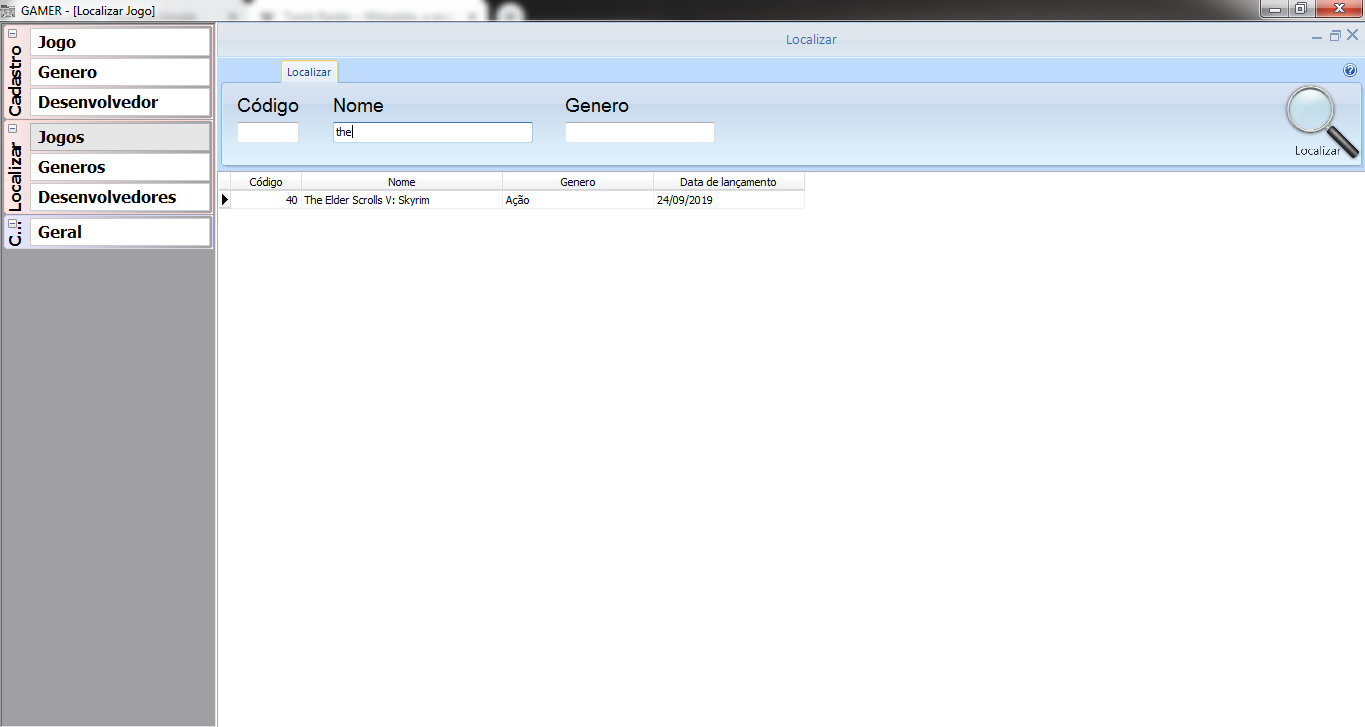 GAMER - [Localizar Jogo]
Cadastro
Jogo
Genero
Desenvolvedor
Localizar
Jogos
Generos
Desenvolvedores
C...
Geral
Localizar
Localizar
Código Nome Genero
the
Localizar
Código Nome Genero Data de lançamento
40 The Elder Scrolls V: Skyrim Ação 24/09/2019